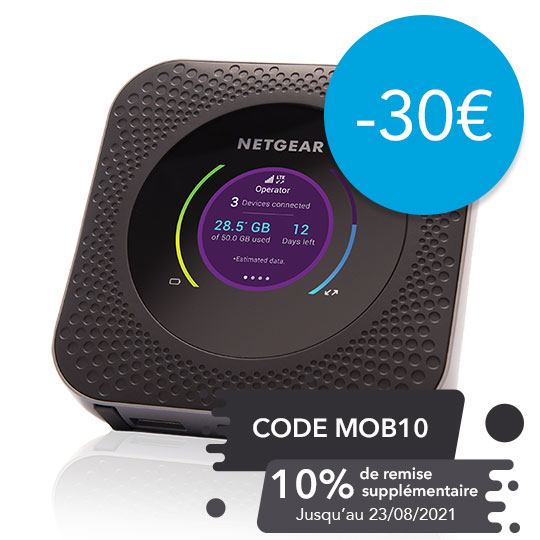 -30€
NETGEAR
LTE
Operator
3 Devices connected
28.5* GB
of 50.0 GB used
12
Days left
*Estimated data.
CODE MOB10
10% de remise
supplémentaire
Jusqu'au 23/08/2021